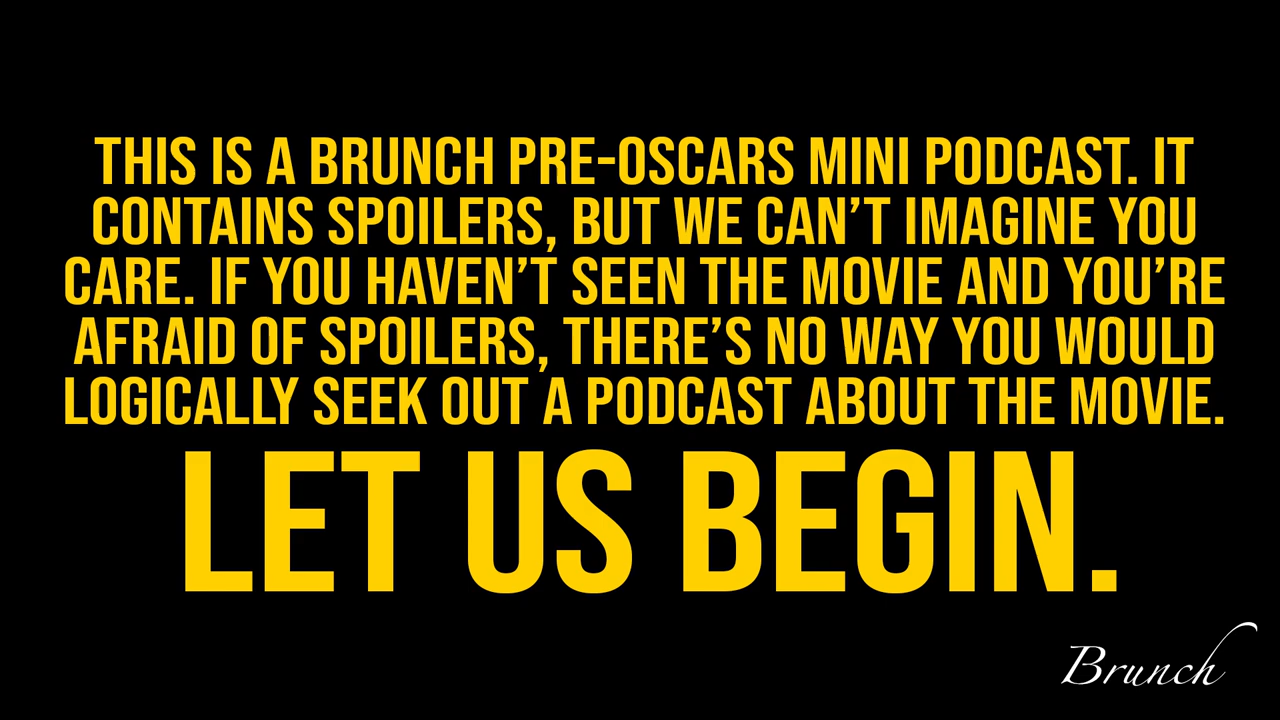 THIS IS A BRUNCH PRE-OSCARS MINI PODCAST. IT
CONTAINS SPOILERS, BUT WE CAN’T IMAGINE YOU
CARE. IF YOU HAVEN’T SEEN THE MOVIE AND YOU’RE
AFRAID OF SPOILERS, THERE’S NO WAY YOU WOULD
LOGICALLY SEEK OUT A PODCAST ABOUT THE MOVIE.
LET US BEGIN.
Brunch